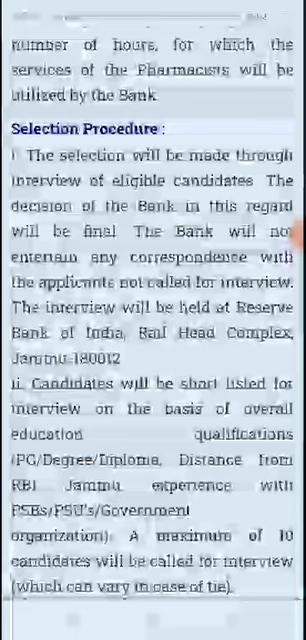 number of hours, for which the
services of the Pharmacists will be
utilized by the Bank
Selection Procedure :
i The selection will be made through
interview of eligible candidates The
decision of the Bank in this regard
will be final The Bank will not
entertain any correspondence with
the applicants not called for interview.
The interview will be held at Reserve
Bank of India, Rail Head Complex,
Jammu-180012
ii. Candidates will be short listed for
interview on the basis of overall
education qualifications
(PG/Degree/Diploma, Distance from
RBI Jammu experience with
PSBs/PSU's/Government
organization). A maximum of 10
candidates will be called for interview
(which can vary in case of tie).